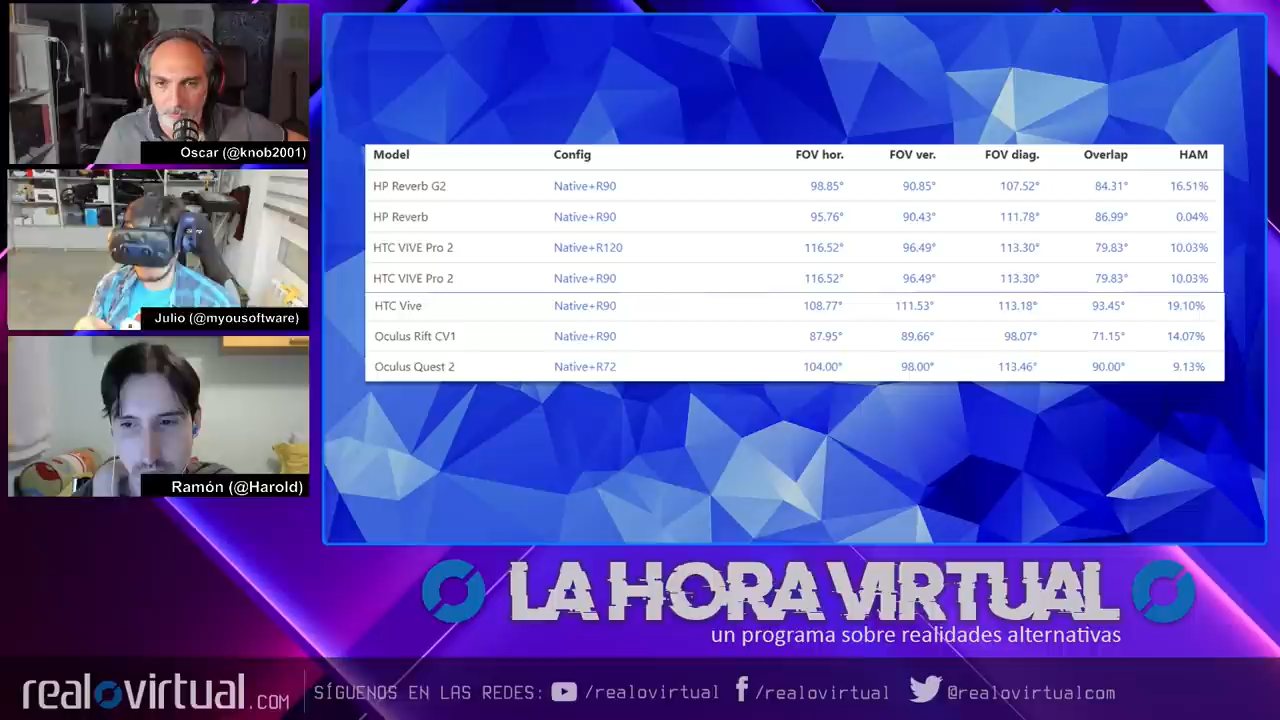 Oscar (@knob2001)
Julio (@myousoftware)
Ramón (@Harold)
Model Config FOV hor. FOV ver. FOV diag. Overlap HAM
HP Reverb G2 Native+R90 98.85° 90.85° 107.52° 84.31° 16.51%
HP Reverb Native+R90 95.76° 90.43° 111.78° 86.99° 0.04%
HTC VIVE Pro 2 Native+R120 116.52° 96.49° 113.30° 79.83° 10.03%
HTC VIVE Pro 2 Native+R90 116.52° 96.49° 113.30° 79.83° 10.03%
HTC Vive Native+R90 108.77° 111.53° 113.18° 93.45° 19.10%
Oculus Rift CV1 Native+R90 87.95° 89.66° 98.07° 71.15° 14.07%
Oculus Quest 2 Native+R72 104.00° 98.00° 113.46° 90.00° 9.13%
LA HORA VIRTUAL
un programa sobre realidades alternativas
realovirtual.com SÍGUENOS EN LAS REDES: /realovirtual /realovirtual @realovirtualcom